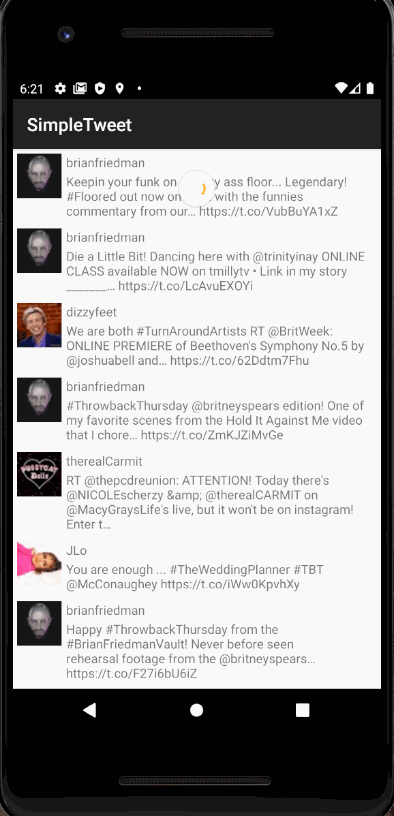 6:21
SimpleTweet
brianfriedman
Keepin your funk on y ass floor... Legendary!
#Floored out now on with the funnies
commentary from our... https://t.co/VubBuYA1xZ
brianfriedman
Die a Little Bit! Dancing here with @trinityinay ONLINE
CLASS available NOW on tmillytv • Link in my story
_______... https://t.co/LcAvuEXOYi
dizzyfeet
We are both #TurnAroundArtists RT @BritWeek:
ONLINE PREMIERE of Beethoven's Symphony No.5 by
@joshuabell and... https://t.co/62Ddtm7Fhu
brianfriedman
#ThrowbackThursday @britneyspears edition! One of
my favorite scenes from the Hold It Against Me video
that I chore... https://t.co/ZmKJZiMvGe
PUSSYCAT
Dolls
therealCarmit
RT @thepcdreunion: ATTENTION! Today there's
@NICOLEscherzy &amp; @therealCARMIT on
@MacyGraysLife's live, but it won't be on instagram!
Enter t...
JLo
You are enough ... #TheWeddingPlanner #TBT
@McConaughey https://t.co/iWw0KpvhXy
brianfriedman
Happy #ThrowbackThursday from the
#BrianFriedmanVault! Never before seen
rehearsal footage from the @britneyspears...
https://t.co/F27i6bU6iZ